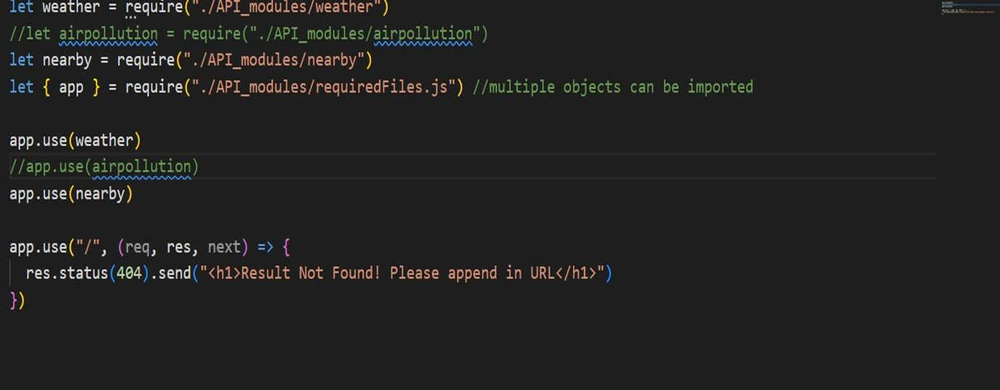 let weather = require("./API_modules/weather")
//let airpollution = require("./API_modules/airpollution")
let nearby = require("./API_modules/nearby")
let { app } = require("./API_modules/requiredFiles.js") //multiple objects can be imported
app.use(weather)
//app.use(airpollution)
app.use(nearby)
app.use("/", (req, res, next) => {
  res.status(404).send("<h1>Result Not Found! Please append in URL</h1>")
})